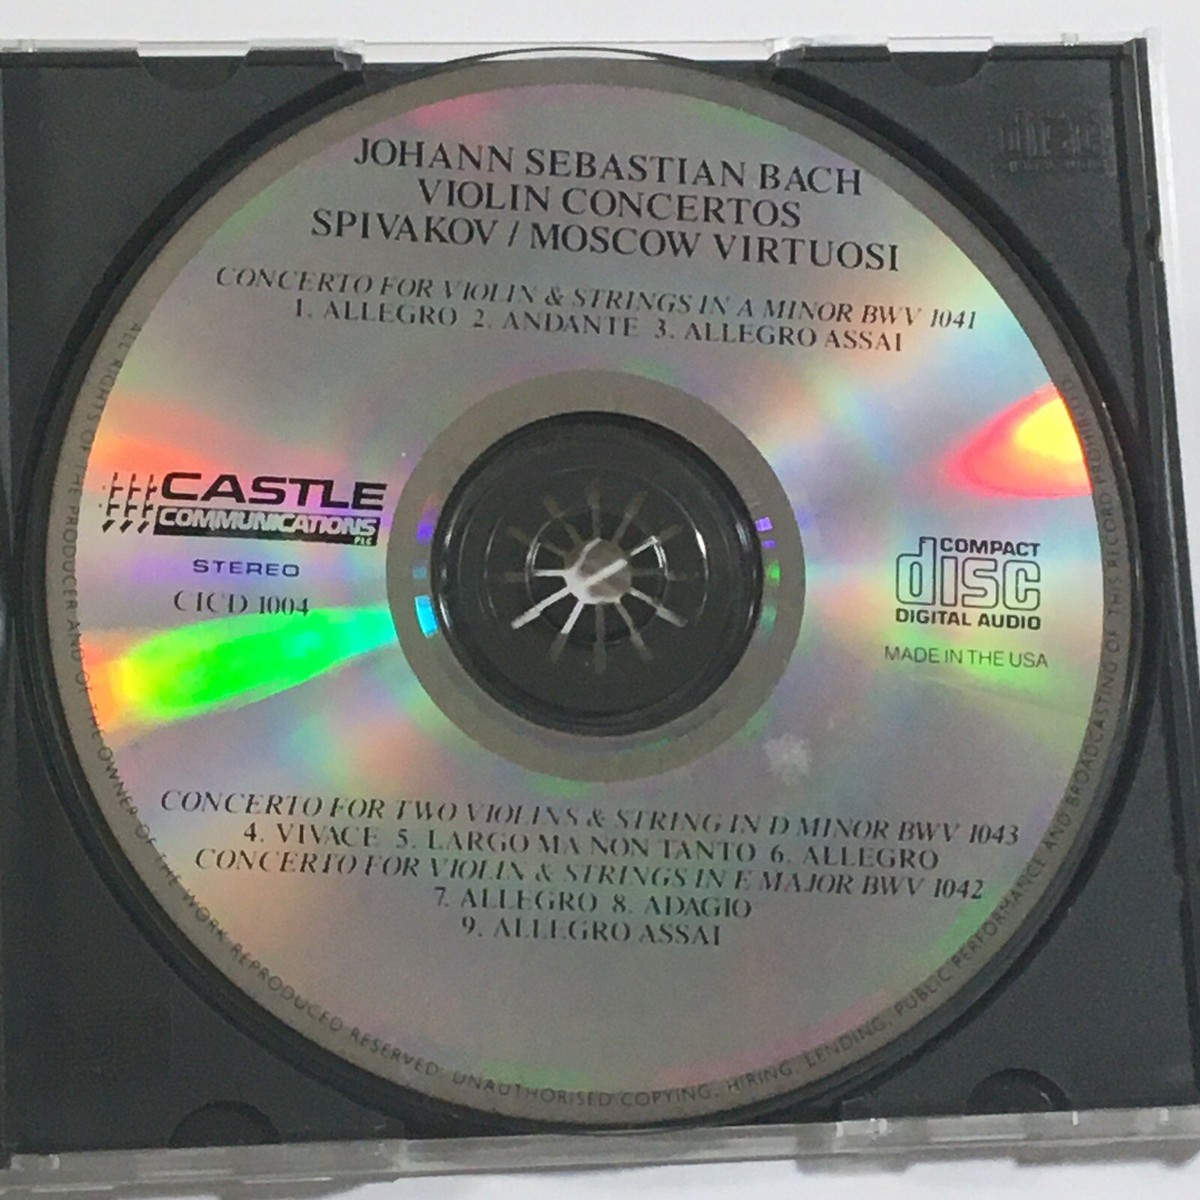 JOHANN SEBASTIAN BACH
VIOLIN CONCERTOS
SPIVAKOV / MOSCOW VIRTUOSI
CONCERTO FOR VIOLIN & STRINGS IN A MINOR BWV 1041
1. ALLEGRO 2. ANDANTE 3. ALLEGRO ASSAI
CASTLE
COMMUNICATIONS
PLC
STEREO
CICD 1004
COMPACT
disc
DIGITAL AUDIO
MADE IN THE USA
CONCERTO FOR TWO VIOLINS & STRING IN D MINOR BWV 1043
4. VIVACE 5. LARGO MA NON TANTO 6. ALLEGRO
CONCERTO FOR VIOLIN & STRINGS IN E MAJOR BWV 1042
7. ALLEGRO 8. ADAGIO
9. ALLEGRO ASSAI
ALL RIGHTS OF THE PRODUCER AND OF THE OWNER OF THE WORK REPRODUCED RESERVED. UNAUTHORISED COPYING, HIRING, LENDING, PUBLIC PERFORMANCE AND BROADCASTING OF THIS RECORD PROHIBITED
disc